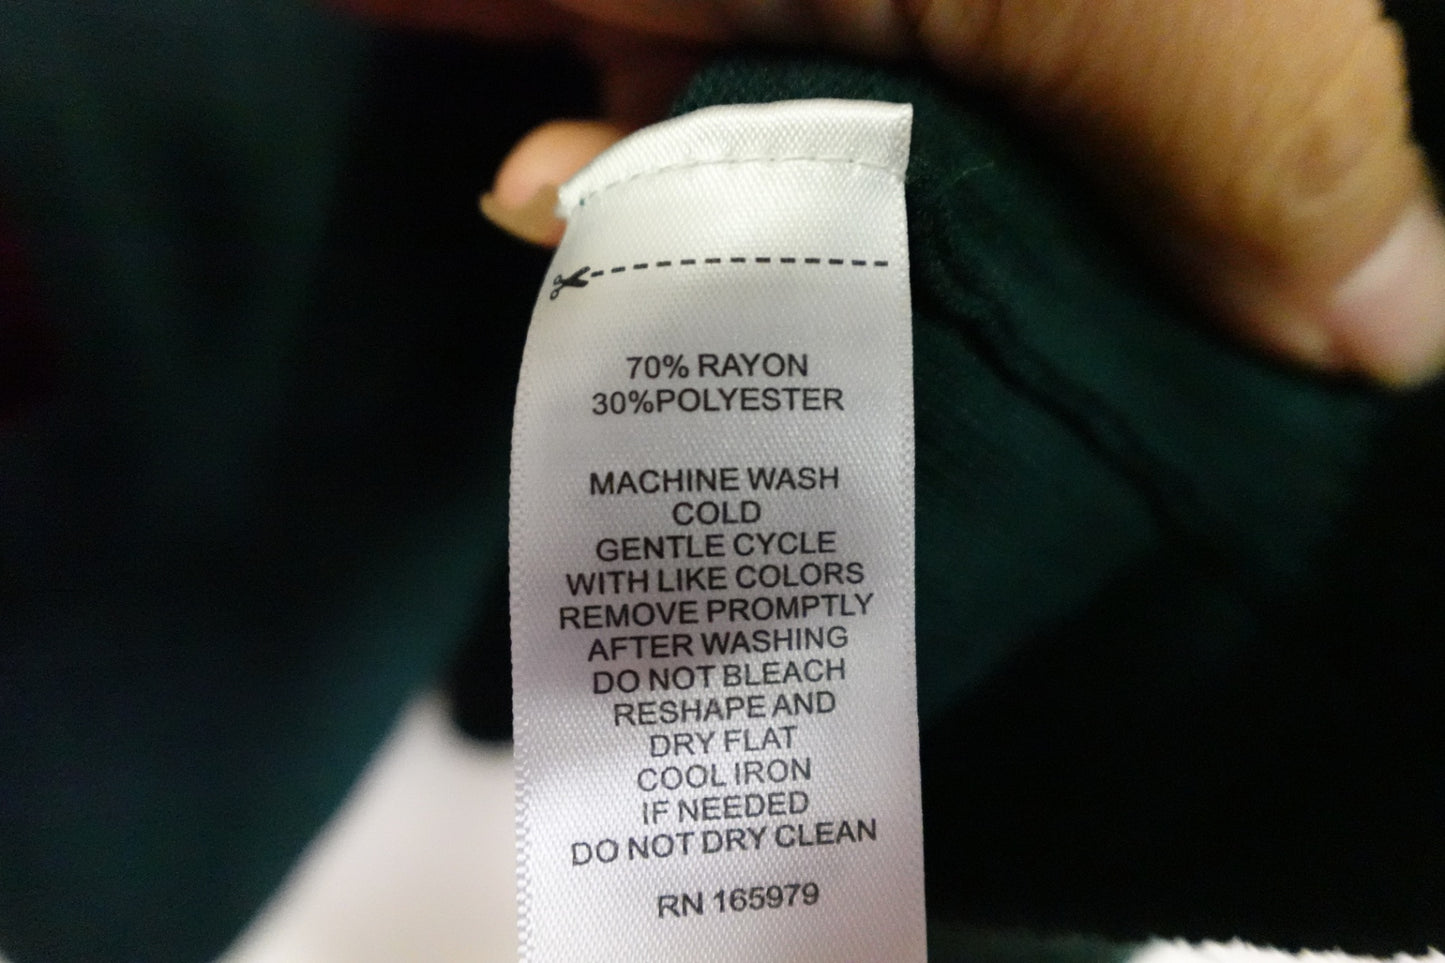 70% RAYON
30%POLYESTER
MACHINE WASH
COLD
GENTLE CYCLE
WITH LIKE COLORS
REMOVE PROMPTLY
AFTER WASHING
DO NOT BLEACH
RESHAPE AND
DRY FLAT
COOL IRON
IF NEEDED
DO NOT DRY CLEAN
RN 165979